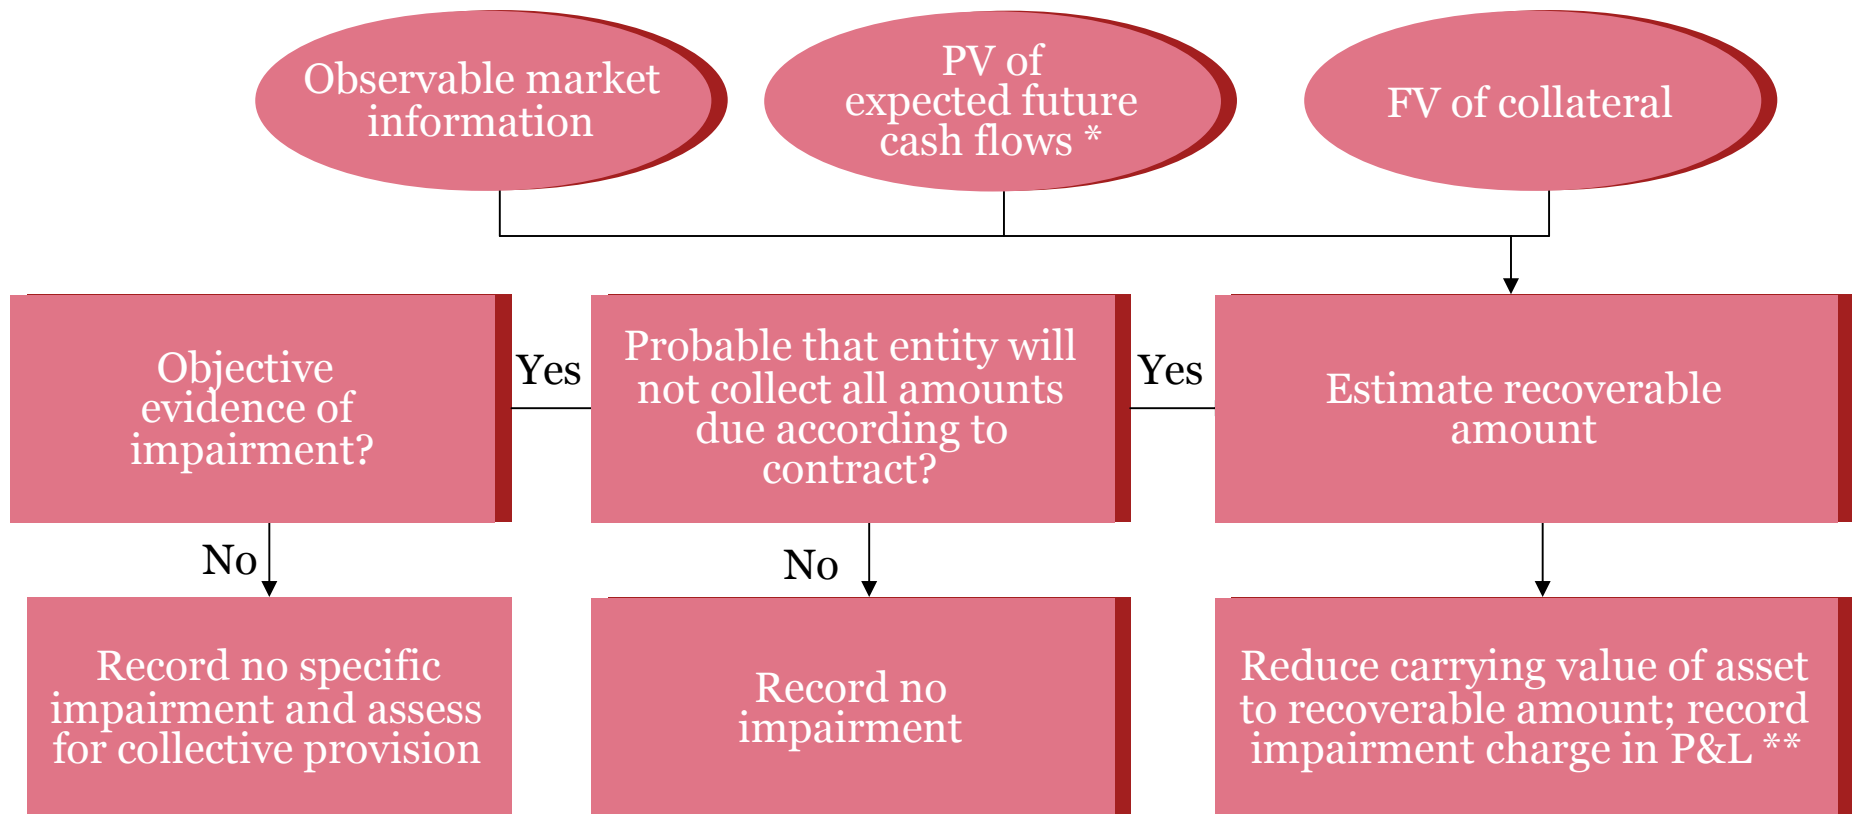 Observable market
information
PV of
expected future
cash flows *
FV of collateral
Objective
evidence of
impairment?
Yes
Probable that entity will
not collect all amounts
due according to
contract?
Yes
Estimate recoverable
amount
No
No
Record no specific
impairment and assess
for collective provision
Record no
impairment
Reduce carrying value of asset
to recoverable amount; record
impairment charge in P&L **